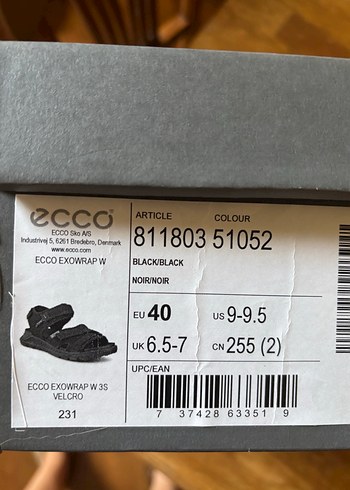 ecco
ECCO Sko A/S
Industrivej 5, 6261 Bredebro, Denmark
www.ecco.com
ECCO EXOWRAP W
ECCO EXOWRAP W 3S
VELCRO
231
ARTICLE COLOUR
811803 51052
BLACK/BLACK
NOIR/NOIR
EU 40 US 9-9.5
UK 6.5-7 CN 255 (2)
UPC/EAN
7 37428 63351 9